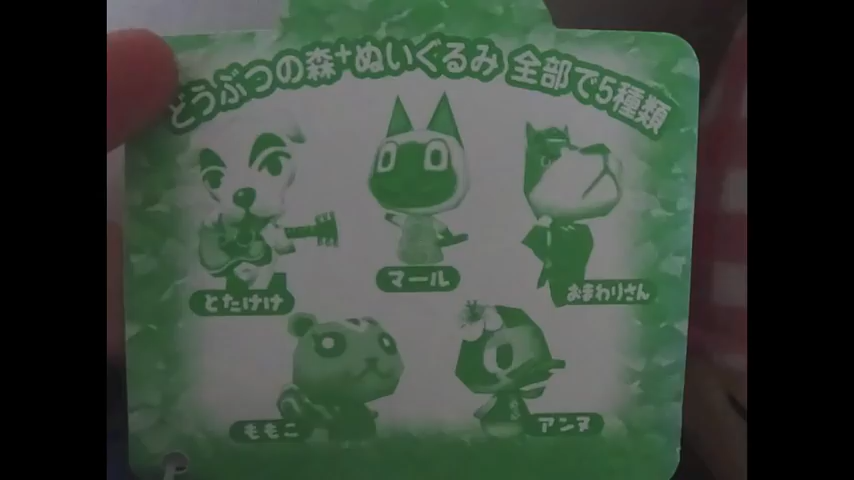 どうぶつの森+ぬいぐるみ 全部で5種類
とたけけ
マール
おまわりさん
ももこ
アンヌ